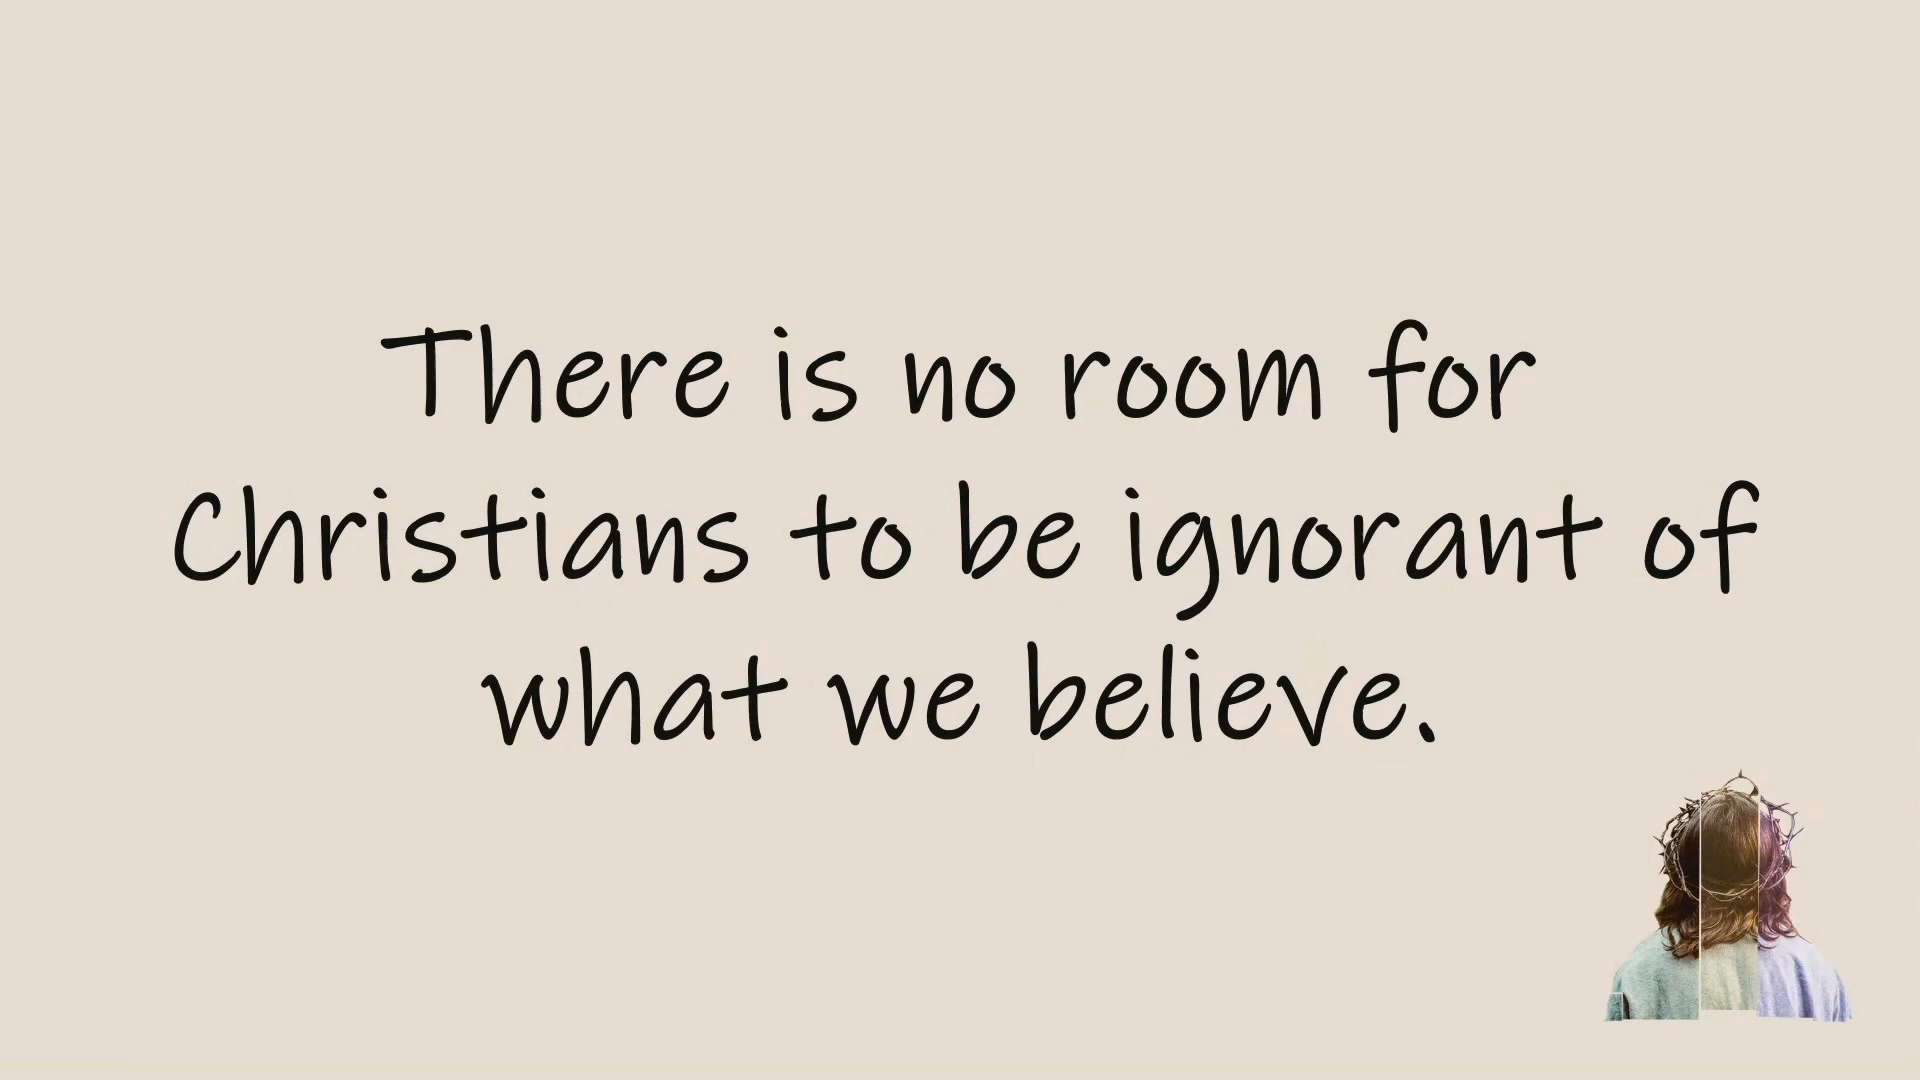 There is no room for
Christians to be ignorant of
what we believe.